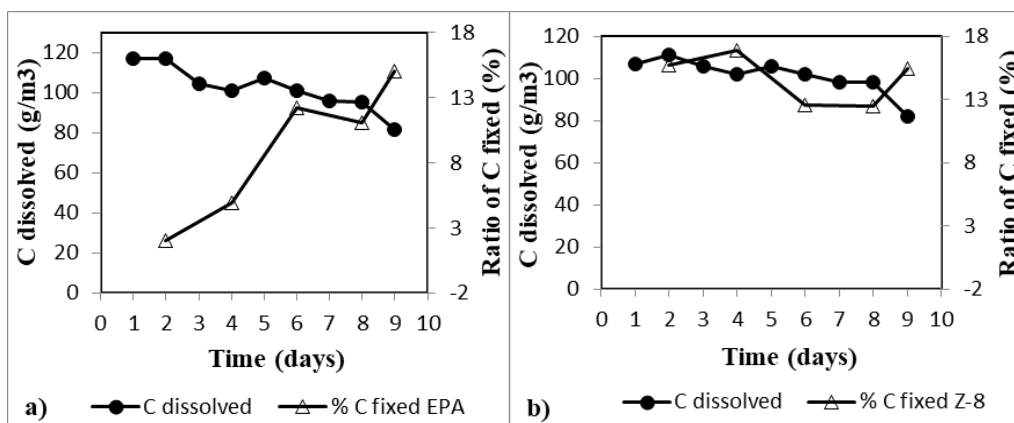 C dissolved (g/m3)
120
100
80
60
40
20
0
18
13
8
3
-2
Ratio of C fixed (%)
0 1 2 3 4 5 6 7 8 9 10
Time (days)
a) C dissolved % C fixed EPA
C dissolved (g/m3)
120
100
80
60
40
20
0
18
13
8
3
-2
Ratio of C fixed (%)
0 1 2 3 4 5 6 7 8 9 10
Time (days)
b) C dissolved % C fixed Z-8